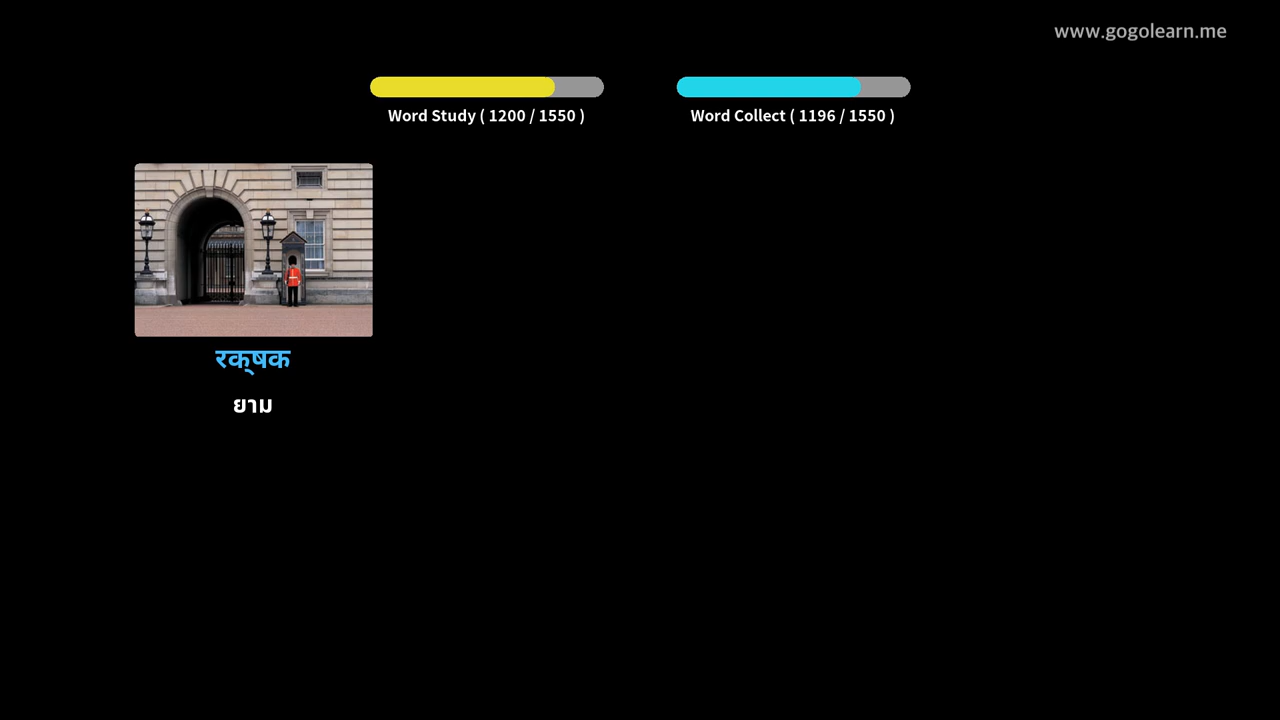 www.gogolearn.me
Word Study ( 1200 / 1550 )
Word Collect ( 1196 / 1550 )
रक्षक
ยาม